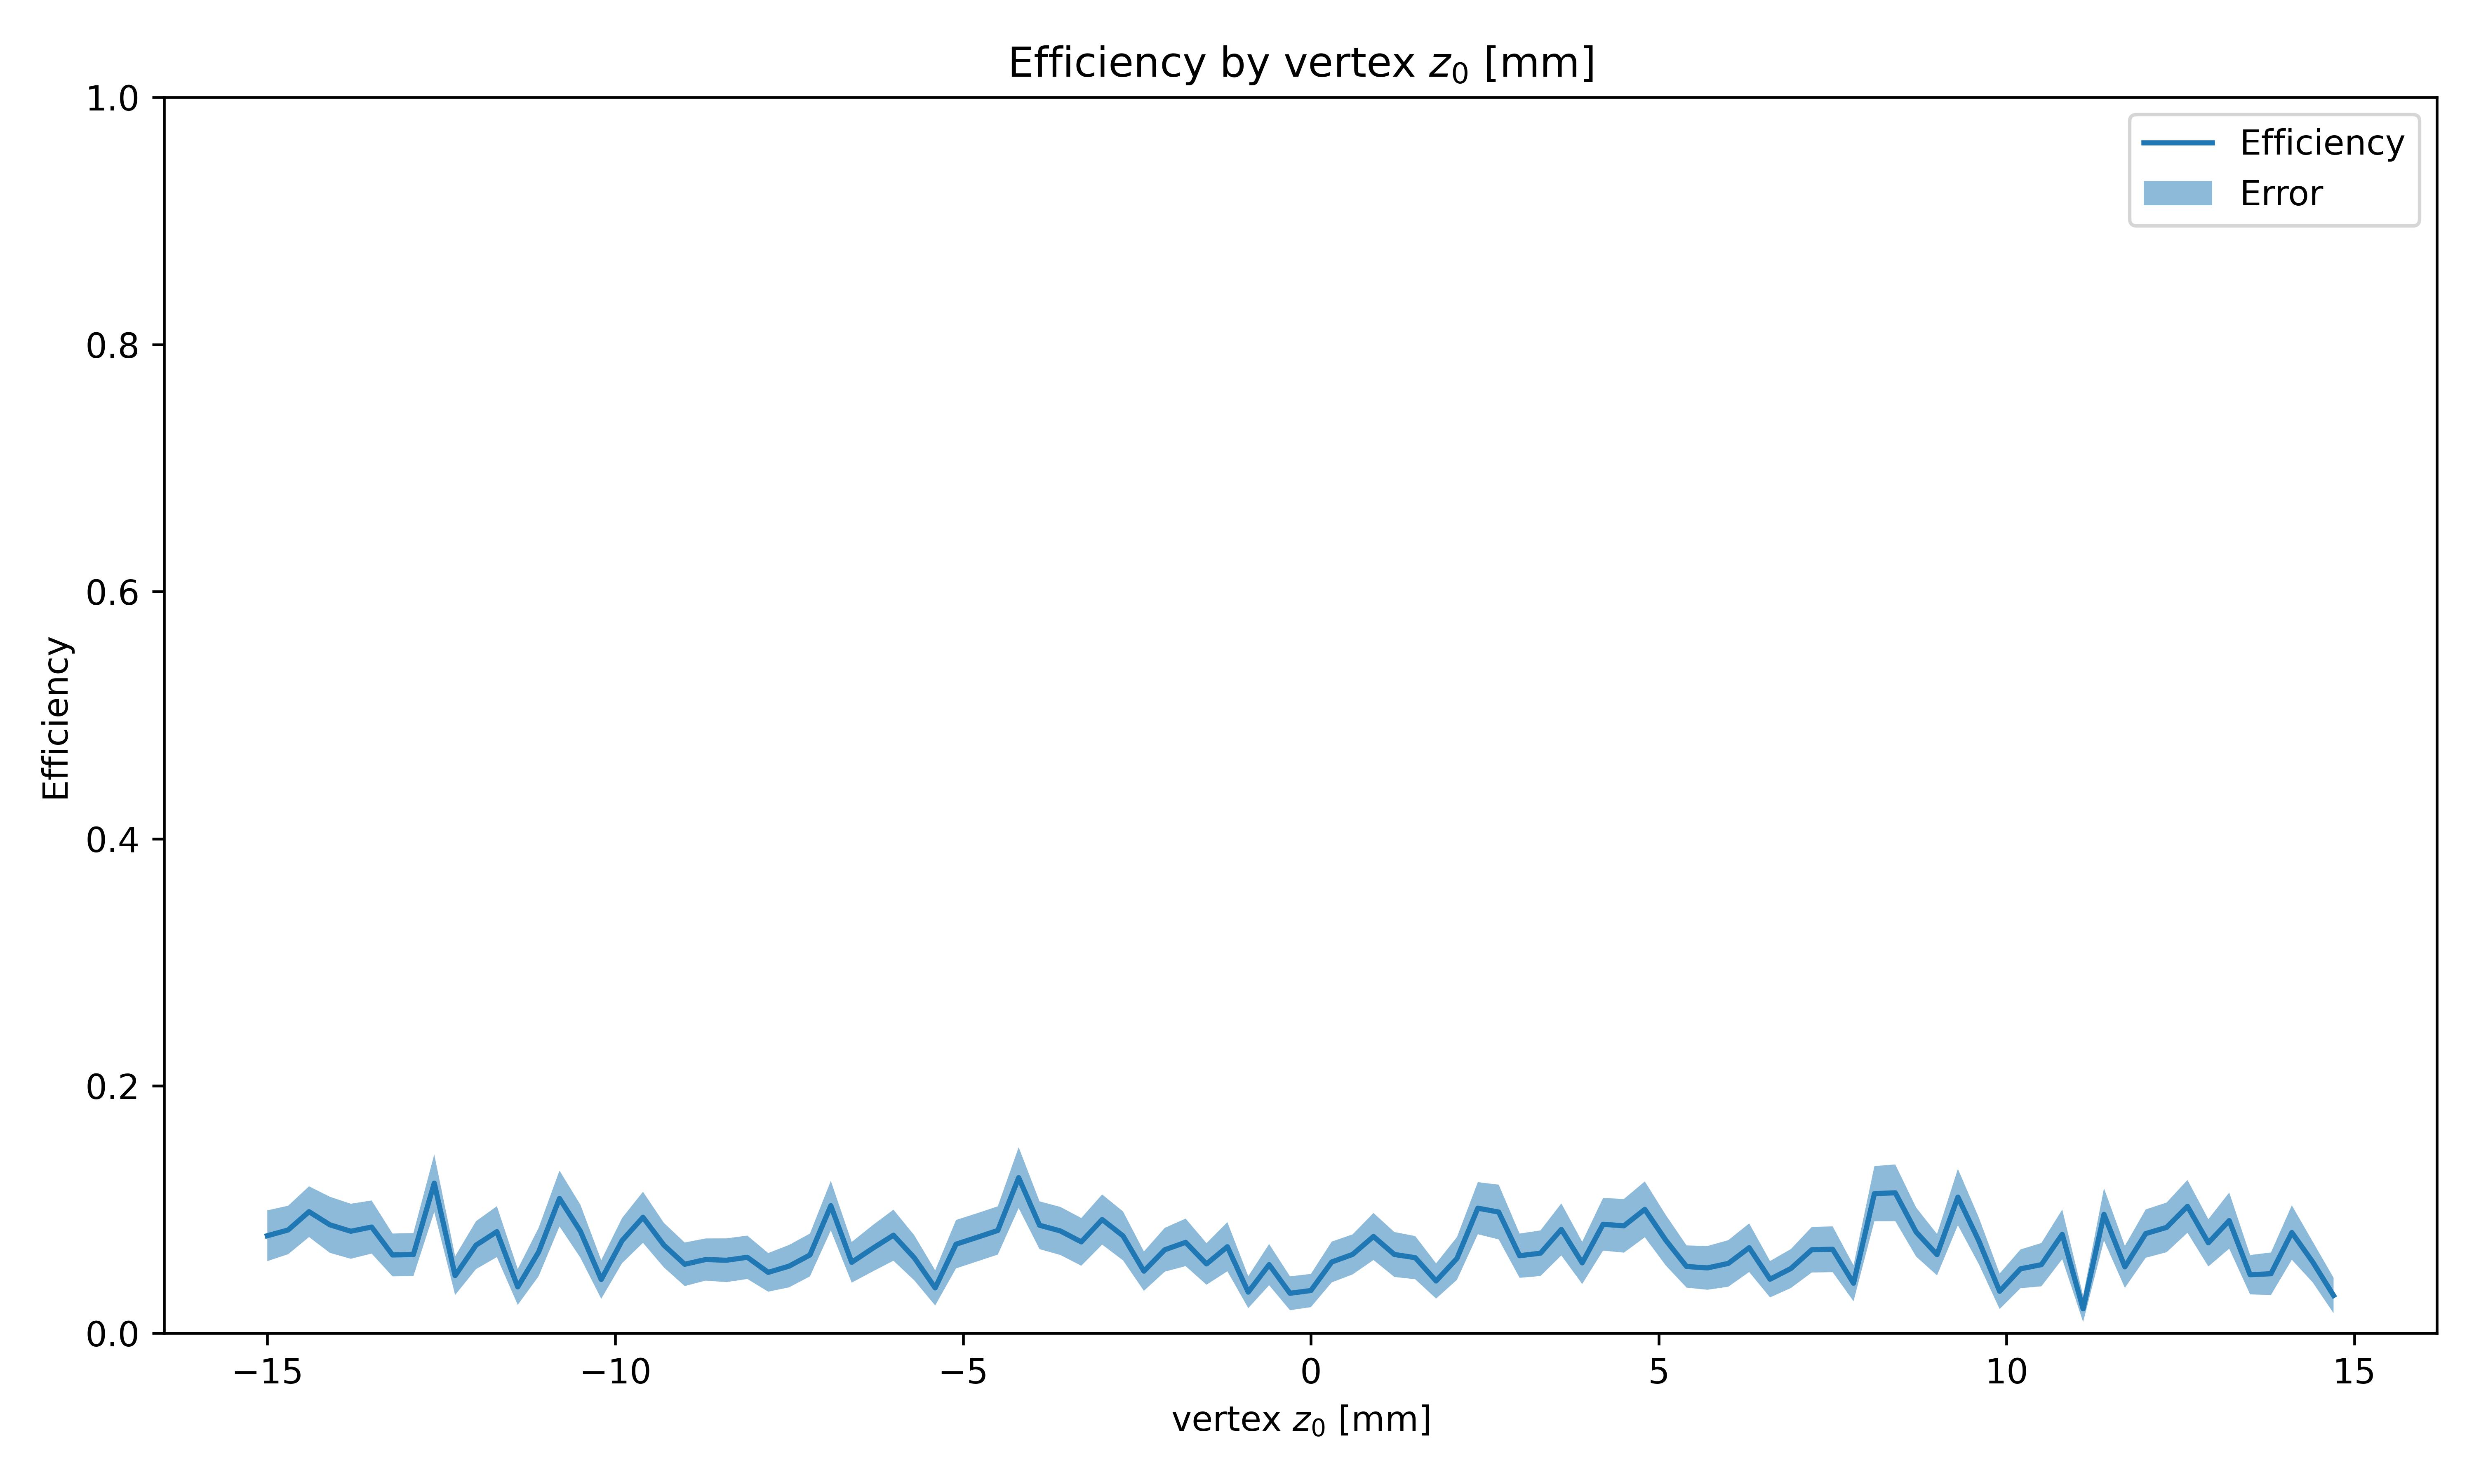 Efficiency by vertex z₀ [mm]
1.0
0.8
0.6
0.4
0.2
0.0
Efficiency
Efficiency
Error
−15
−10
−5
0
5
10
15
vertex z₀ [mm]